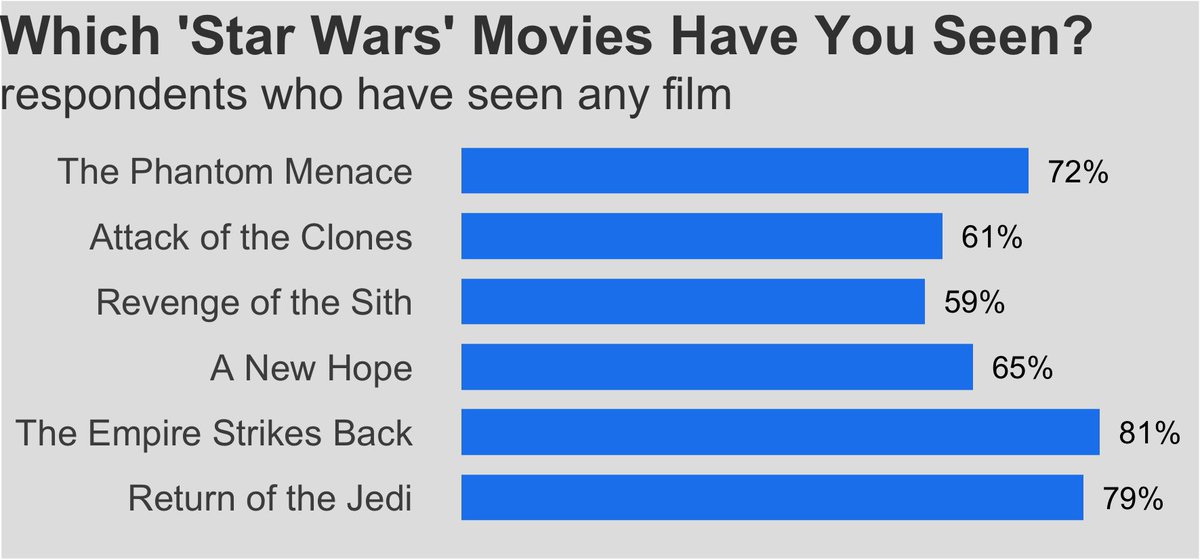 Which 'Star Wars' Movies Have You Seen?
respondents who have seen any film
The Phantom Menace 72%
Attack of the Clones 61%
Revenge of the Sith 59%
A New Hope 65%
The Empire Strikes Back 81%
Return of the Jedi 79%